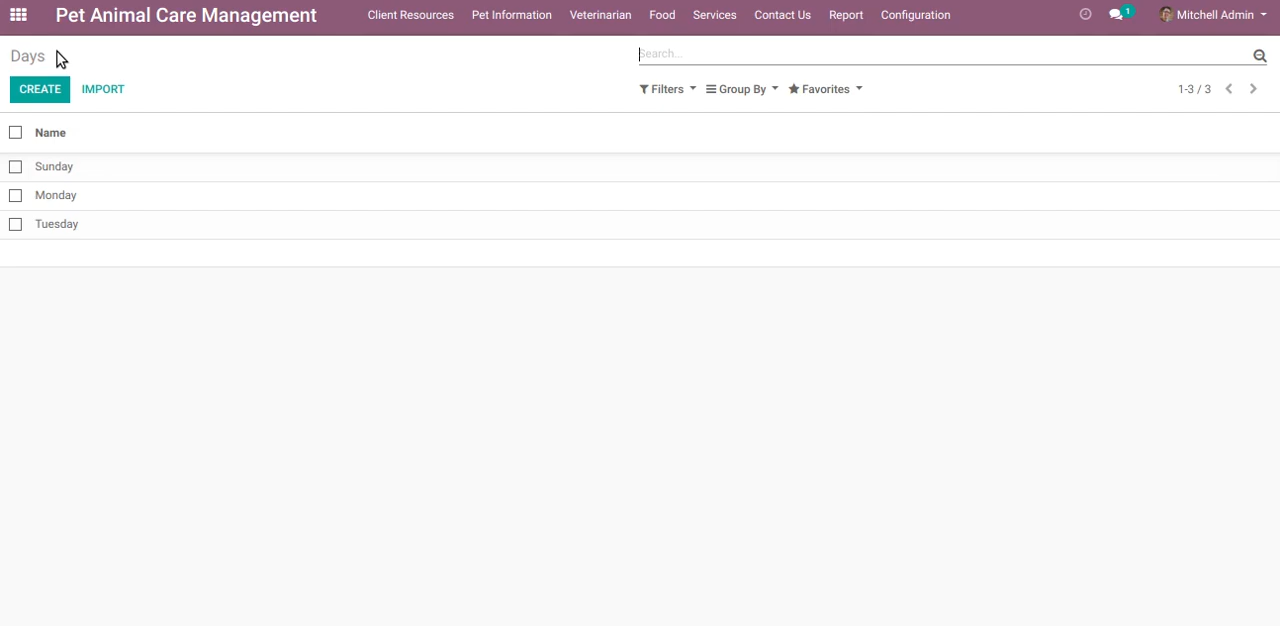 Pet Animal Care Management Client Resources Pet Information Veterinarian Food Services Contact Us Report Configuration 1 Mitchell Admin
Days Search...
CREATE IMPORT Filters Group By Favorites 1-3 / 3
Name
Sunday
Monday
Tuesday